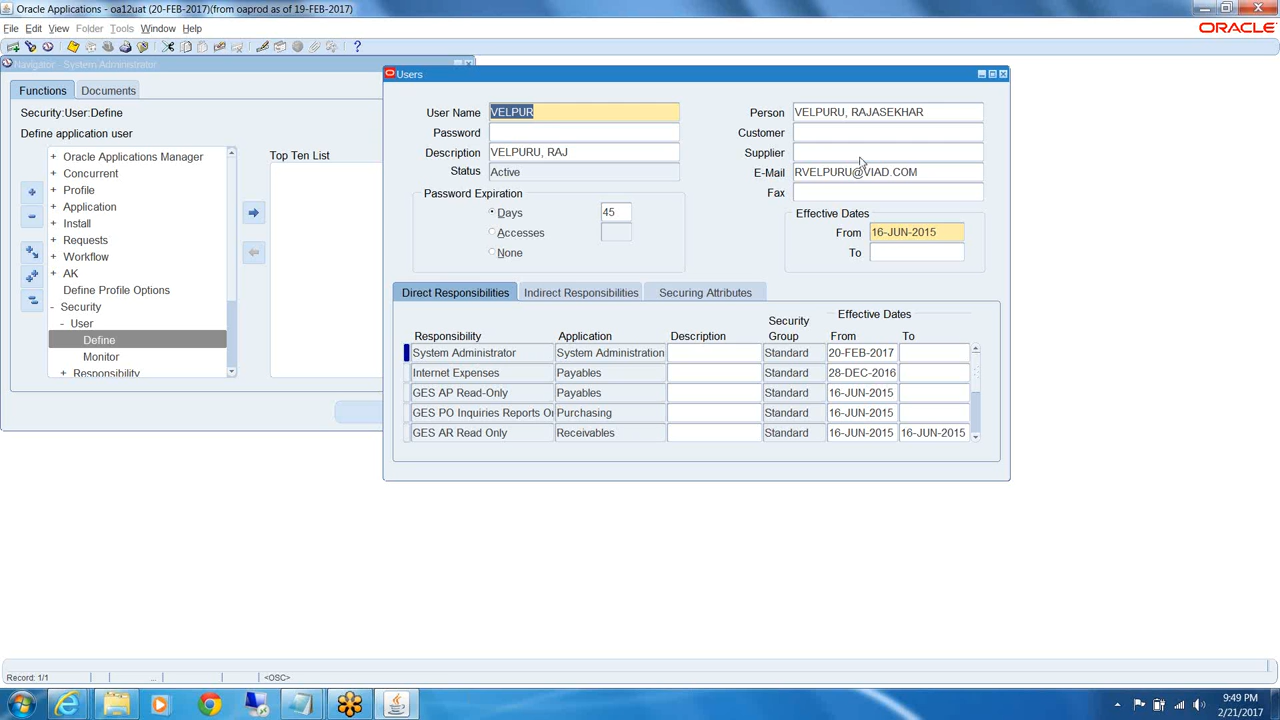 Oracle Applications - oa12uat (20-FEB-2017)(from oaprod as of 19-FEB-2017)
File Edit View Folder Tools Window Help
ORACLE
Navigator - System Administrator
Functions Documents
Security:User:Define
Define application user
+ Oracle Applications Manager
+ Concurrent
+ Profile
+ Application
+ Install
+ Requests
+ Workflow
+ AK
Define Profile Options
- Security
- User
Define
Monitor
+ Responsibility
Top Ten List
Users
User Name VELPUR
Password
Description VELPURU, RAJ
Status Active
Password Expiration
Days 45
Accesses
None
Person VELPURU, RAJASEKHAR
Customer
Supplier
E-Mail RVELPURU@VIAD.COM
Fax
Effective Dates
From 16-JUN-2015
To
Direct Responsibilities Indirect Responsibilities Securing Attributes
Effective Dates
Security
Responsibility Application Description Group From To
System Administrator System Administration Standard 20-FEB-2017
Internet Expenses Payables Standard 28-DEC-2016
GES AP Read-Only Payables Standard 16-JUN-2015
GES PO Inquiries Reports Or Purchasing Standard 16-JUN-2015
GES AR Read Only Receivables Standard 16-JUN-2015 16-JUN-2015
Record: 1/1 ... <OSC>
9:49 PM
2/21/2017